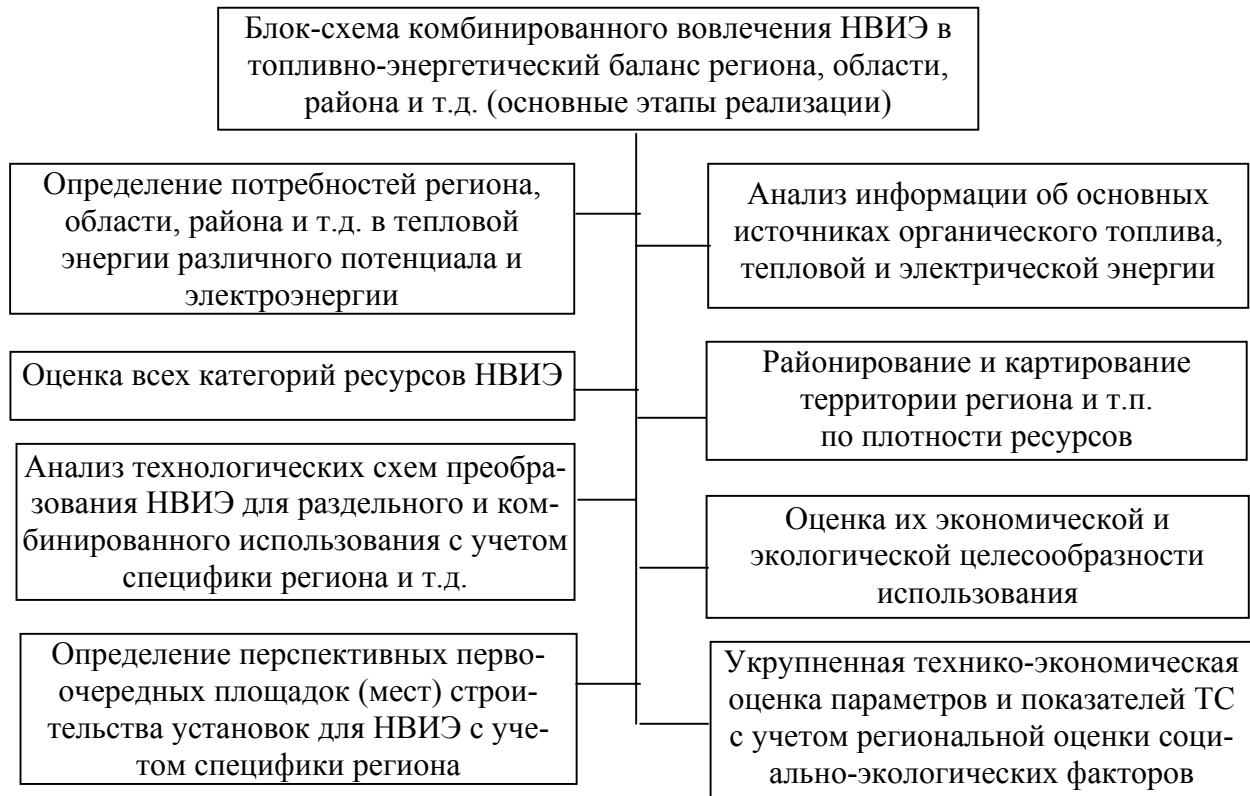 Блок-схема комбинированного вовлечения НВИЭ в
топливно-энергетический баланс региона, области,
района и т.д. (основные этапы реализации)
Определение потребностей региона,
области, района и т.д. в тепловой
энергии различного потенциала и
электроэнергии
Анализ информации об основных
источниках органического топлива,
тепловой и электрической энергии
Оценка всех категорий ресурсов НВИЭ
Районирование и картирование
территории региона и т.п.
по плотности ресурсов
Анализ технологических схем преобра-
зования НВИЭ для раздельного и ком-
бинированного использования с учетом
специфики региона и т.д.
Оценка их экономической и
экологической целесообразности
использования
Определение перспективных перво-
очередных площадок (мест) строи-
тельства установок для НВИЭ с уче-
том специфики региона
Укрупненная технико-экономическая
оценка параметров и показателей ТС
с учетом региональной оценки соци-
ально-экологических факторов